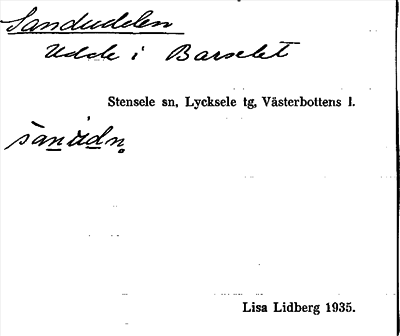 Sandudden
Udde i Barselet
Stensele sn, Lycksele tg, Västerbottens l.
Lisa Lidberg 1935.